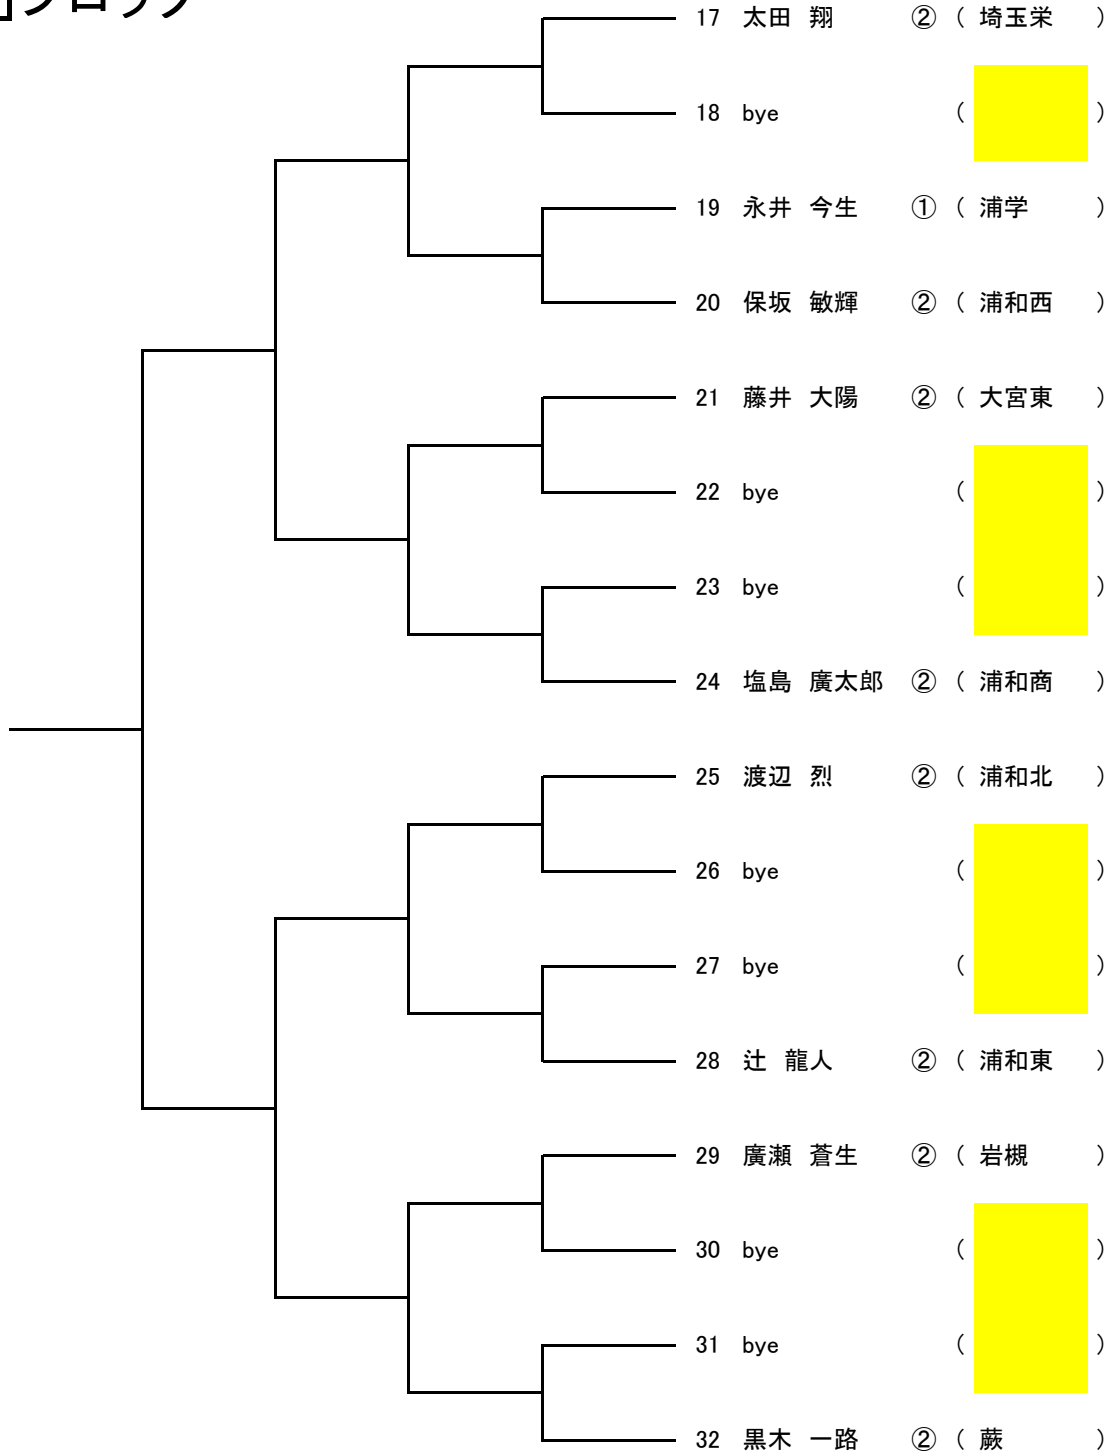 ブロック
17 太田 翔 ② ( 埼玉栄 )
18 bye ( )
19 永井 今生 ① ( 浦学 )
20 保坂 敏輝 ② ( 浦和西 )
21 藤井 大陽 ② ( 大宮東 )
22 bye ( )
23 bye ( )
24 塩島 廣太郎 ② ( 浦和商 )
25 渡辺 烈 ② ( 浦和北 )
26 bye ( )
27 bye ( )
28 辻 龍人 ② ( 浦和東 )
29 廣瀬 蒼生 ② ( 岩槻 )
30 bye ( )
31 bye ( )
32 黒木 一路 ② ( 蕨 )